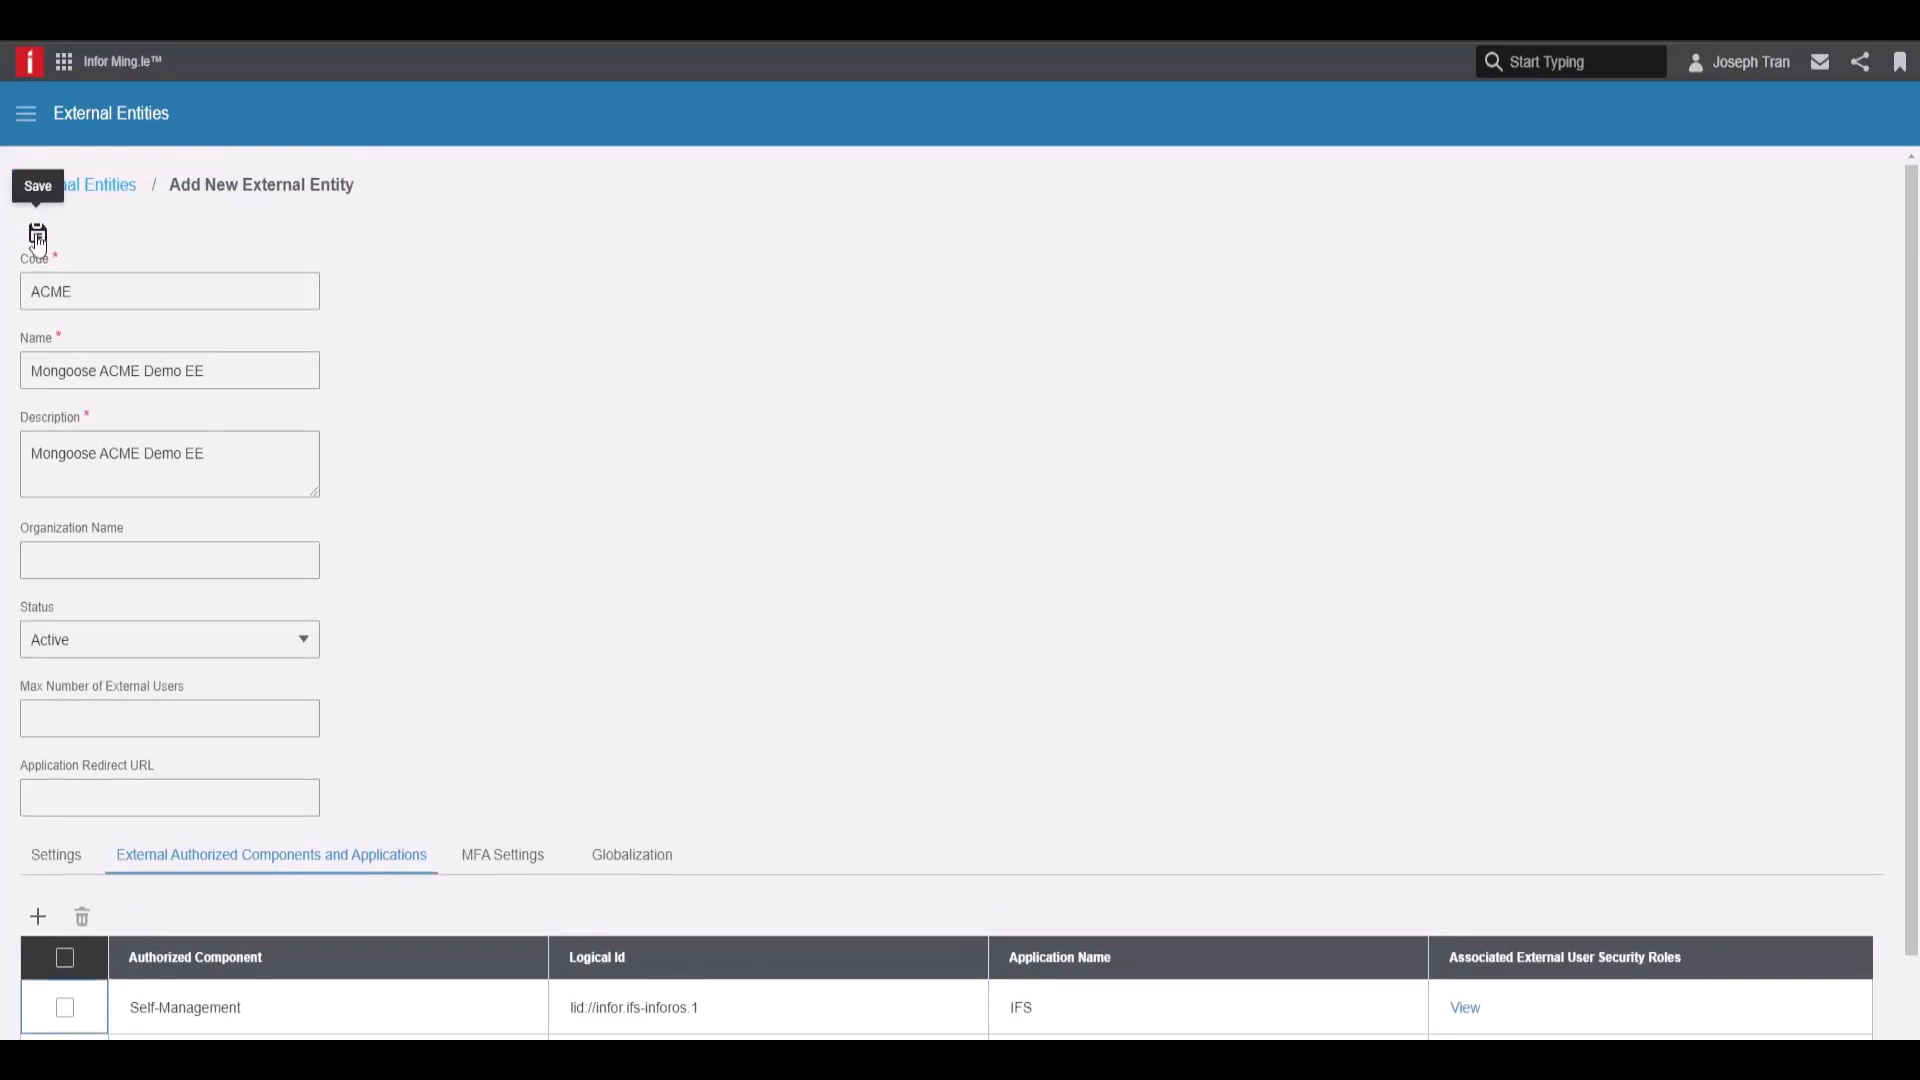 Infor Ming.le™
Start Typing
Joseph Tran
External Entities
Save
nal Entities / Add New External Entity
Code *
ACME
Name *
Mongoose ACME Demo EE
Description *
Mongoose ACME Demo EE
Organization Name
Status
Active
Max Number of External Users
Application Redirect URL
Settings External Authorized Components and Applications MFA Settings Globalization
Authorized Component Logical Id Application Name Associated External User Security Roles
Self-Management lid://infor.ifs-inforos.1 IFS View